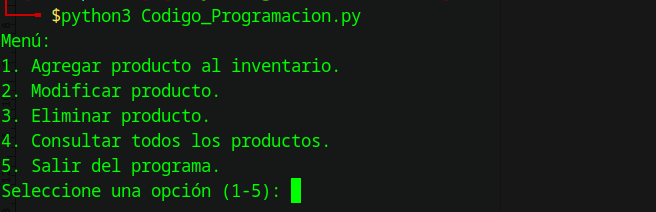 $python3 Codigo_Programacion.py
Menú:
1. Agregar producto al inventario.
2. Modificar producto.
3. Eliminar producto.
4. Consultar todos los productos.
5. Salir del programa.
Seleccione una opción (1-5):